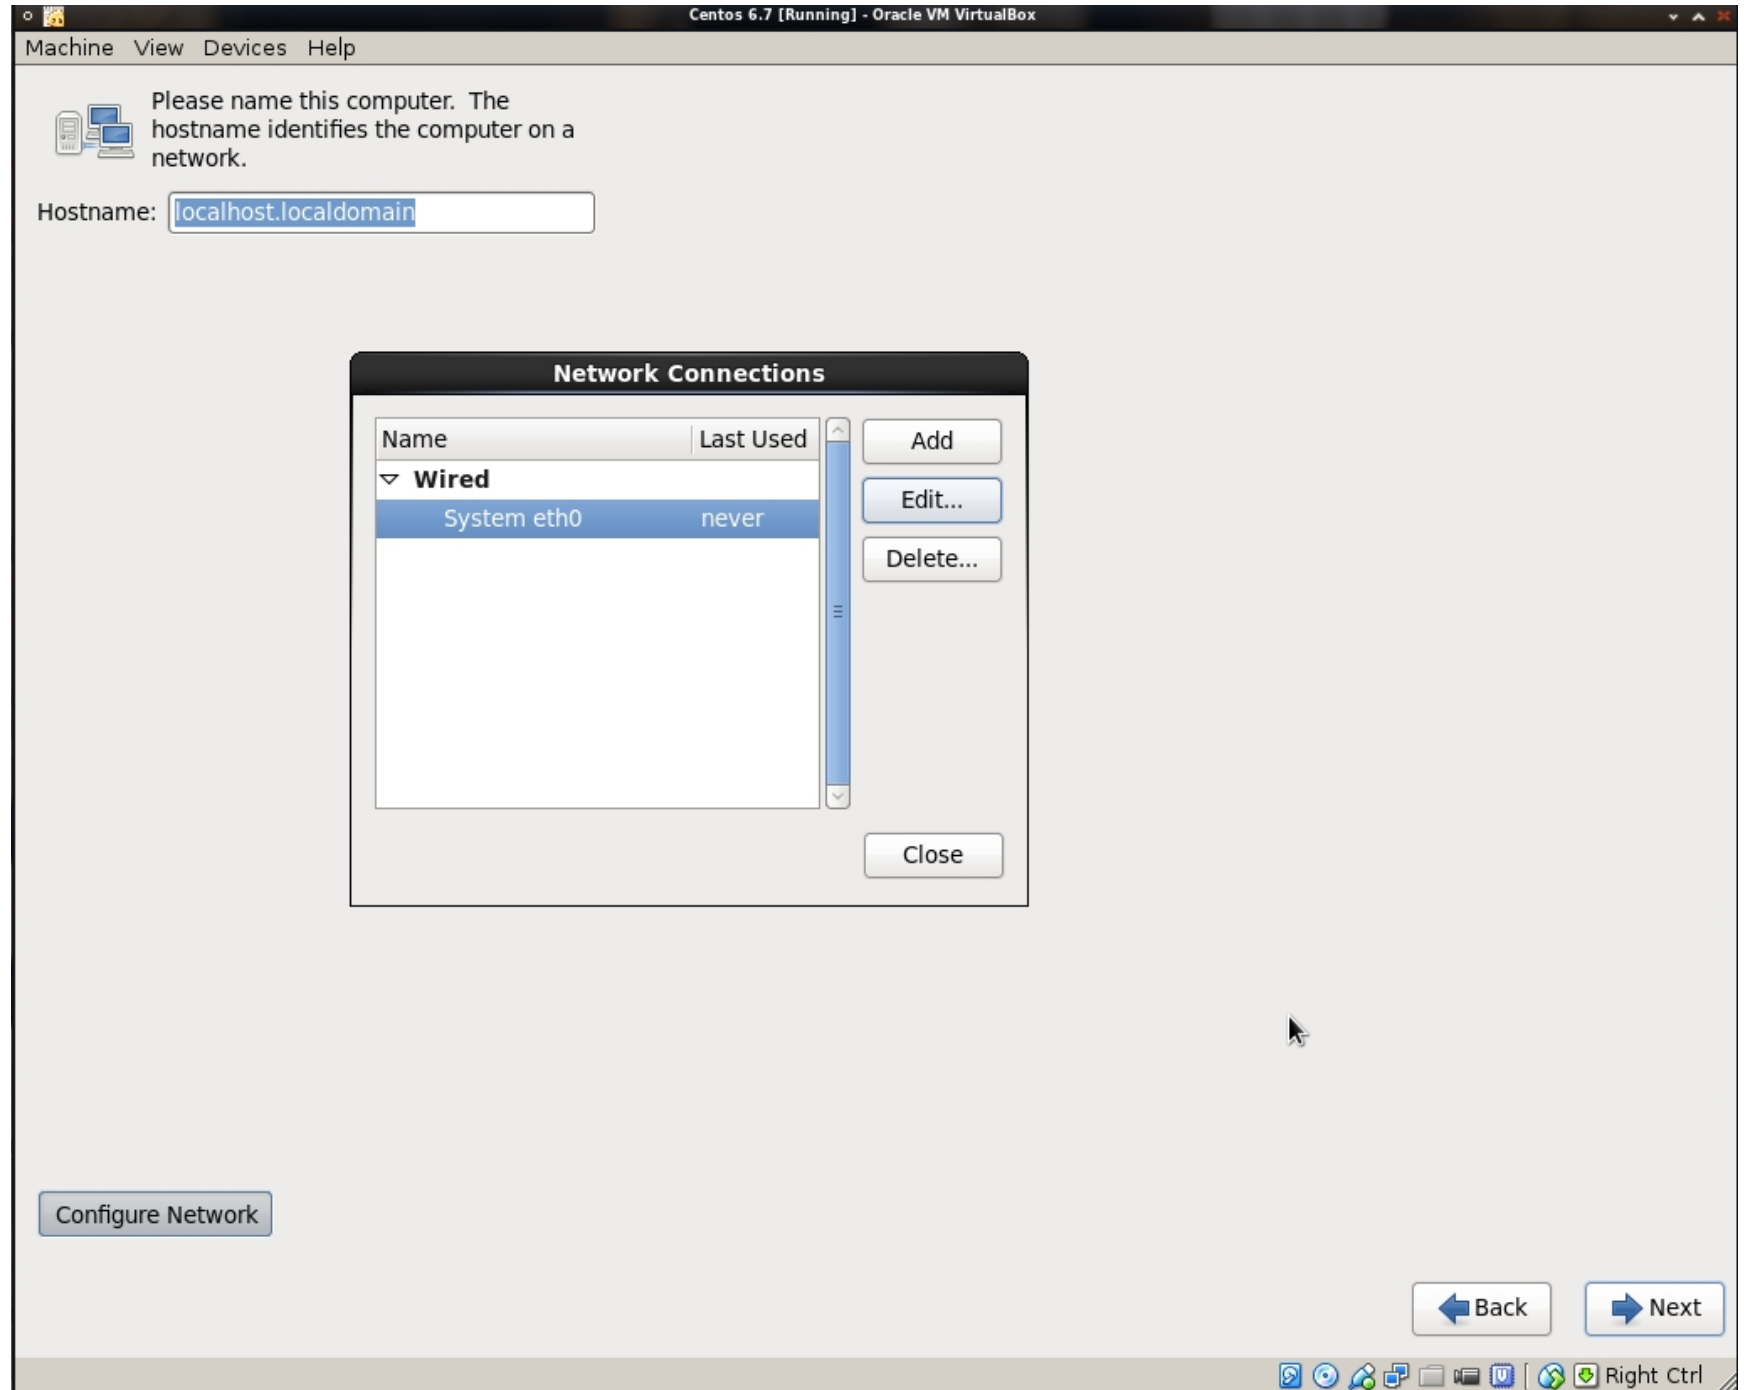 Centos 6.7 [Running] - Oracle VM VirtualBox
Machine View Devices Help
Please name this computer. The
hostname identifies the computer on a
network.
Hostname: localhost.localdomain
Network Connections
Name Last Used
Add
Wired
Edit...
System eth0 never
Delete...
Close
Configure Network
Back Next
Right Ctrl